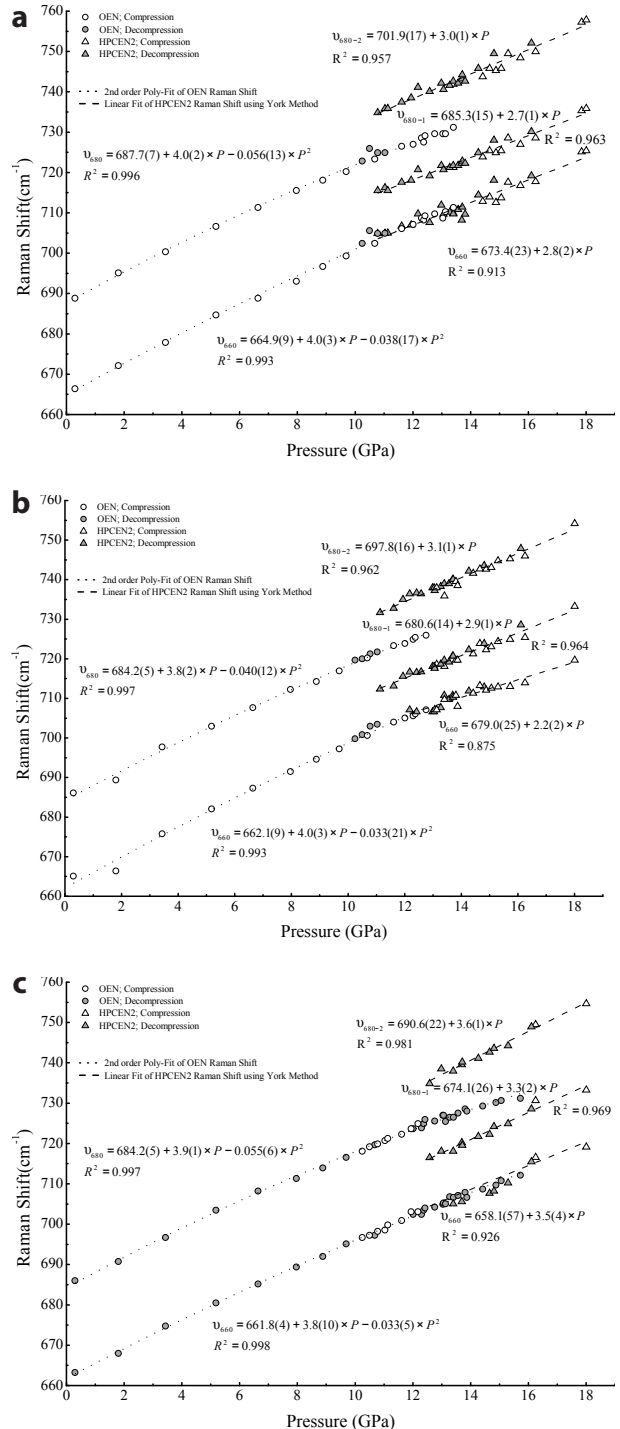 a
OEN; Compression
OEN; Decompression
HPCEN2; Compression
HPCEN2; Decompression
υ680-2 = 701.9(17) + 3.0(1) × P
R² = 0.957
2nd order Poly-Fit of OEN Raman Shift
Linear Fit of HPCEN2 Raman Shift using York Method
υ680-1 = 685.3(15) + 2.7(1) × P
R² = 0.963
υ680 = 687.7(7) + 4.0(2) × P − 0.056(13) × P²
R² = 0.996
υ660 = 673.4(23) + 2.8(2) × P
R² = 0.913
υ660 = 664.9(9) + 4.0(3) × P − 0.038(17) × P²
R² = 0.993
Raman Shift(cm⁻¹)
760
750
740
730
720
710
700
690
680
670
660
0 2 4 6 8 10 12 14 16 18
Pressure (GPa)
b
OEN; Compression
OEN; Decompression
HPCEN2; Compression
HPCEN2; Decompression
υ680-2 = 697.8(16) + 3.1(1) × P
R² = 0.962
2nd order Poly-Fit of OEN Raman Shift
Linear Fit of HPCEN2 Raman Shift using York Method
υ680-1 = 680.6(14) + 2.9(1) × P
R² = 0.964
υ680 = 684.2(5) + 3.8(2) × P − 0.040(12) × P²
R² = 0.997
υ660 = 679.0(25) + 2.2(2) × P
R² = 0.875
υ660 = 662.1(9) + 4.0(3) × P − 0.033(21) × P²
R² = 0.993
Raman Shift(cm⁻¹)
760
750
740
730
720
710
700
690
680
670
660
0 2 4 6 8 10 12 14 16 18
Pressure (GPa)
c
OEN; Compression
OEN; Decompression
HPCEN2; Compression
HPCEN2; Decompression
υ680-2 = 690.6(22) + 3.6(1) × P
R² = 0.981
2nd order Poly-Fit of OEN Raman Shift
Linear Fit of HPCEN2 Raman Shift using York Method
υ680-1 = 674.1(26) + 3.3(2) × P
R² = 0.969
υ680 = 684.2(5) + 3.9(1) × P − 0.055(6) × P²
R² = 0.997
υ660 = 658.1(57) + 3.5(4) × P
R² = 0.926
υ660 = 661.8(4) + 3.8(10) × P − 0.033(5) × P²
R² = 0.998
Raman Shift(cm⁻¹)
760
750
740
730
720
710
700
690
680
670
660
0 2 4 6 8 10 12 14 16 18
Pressure (GPa)